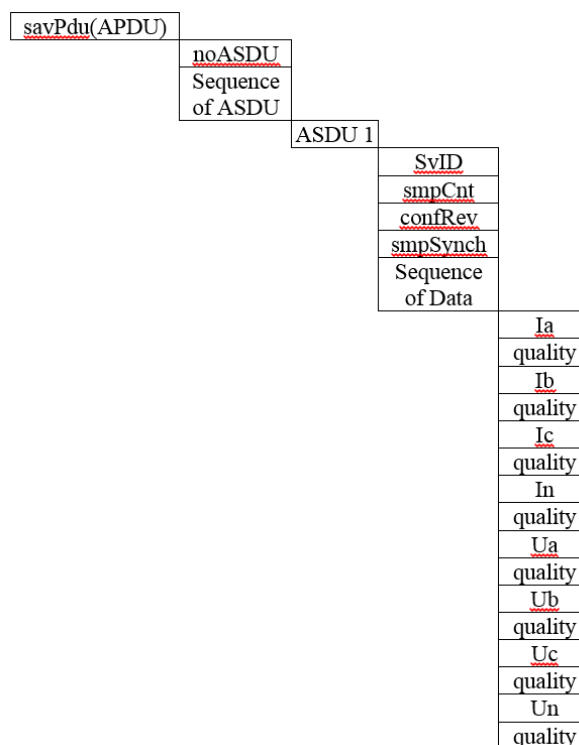 savPdu(APDU)
noASDU
Sequence
of ASDU
ASDU 1
SvID
smpCnt
confRev
smpSynch
Sequence
of Data
Ia
quality
Ib
quality
Ic
quality
In
quality
Ua
quality
Ub
quality
Uc
quality
Un
quality